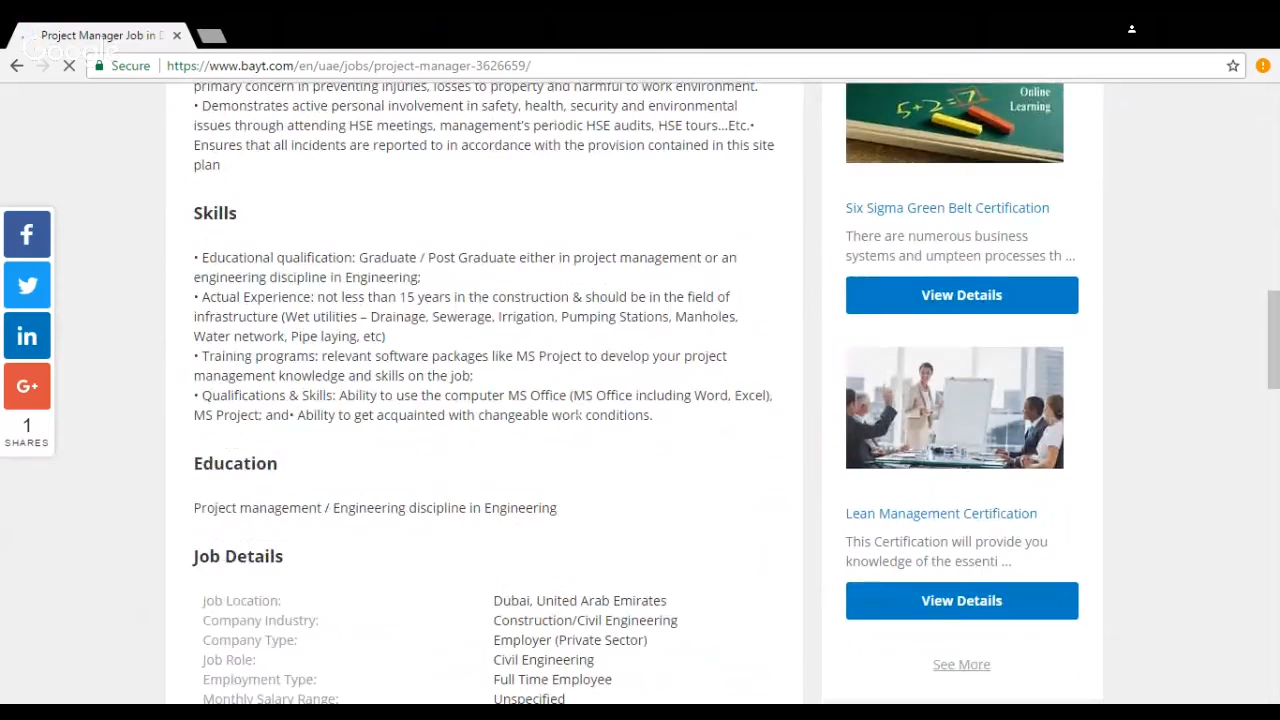 Project Manager Job in D
Google
Secure https://www.bayt.com/en/uae/jobs/project-manager-3626659/
primary concern in preventing injuries, losses to property and harmful to work environment.
• Demonstrates active personal involvement in safety, health, security and environmental
issues through attending HSE meetings, management's periodic HSE audits, HSE tours...Etc.•
Ensures that all incidents are reported to in accordance with the provision contained in this site
plan
Skills
• Educational qualification: Graduate / Post Graduate either in project management or an
engineering discipline in Engineering;
• Actual Experience: not less than 15 years in the construction & should be in the field of
infrastructure (Wet utilities – Drainage, Sewerage, Irrigation, Pumping Stations, Manholes,
Water network, Pipe laying, etc)
• Training programs: relevant software packages like MS Project to develop your project
management knowledge and skills on the job;
• Qualifications & Skills: Ability to use the computer MS Office (MS Office including Word, Excel),
MS Project; and• Ability to get acquainted with changeable work conditions.
Education
Project management / Engineering discipline in Engineering
Job Details
Job Location: Dubai, United Arab Emirates
Company Industry: Construction/Civil Engineering
Company Type: Employer (Private Sector)
Job Role: Civil Engineering
Employment Type: Full Time Employee
Monthly Salary Range: Unspecified
f
in
G+
1
SHARES
5+2=7
Online
Learning
Six Sigma Green Belt Certification
There are numerous business
systems and umpteen processes th ...
View Details
Lean Management Certification
This Certification will provide you
knowledge of the essenti ...
View Details
See More